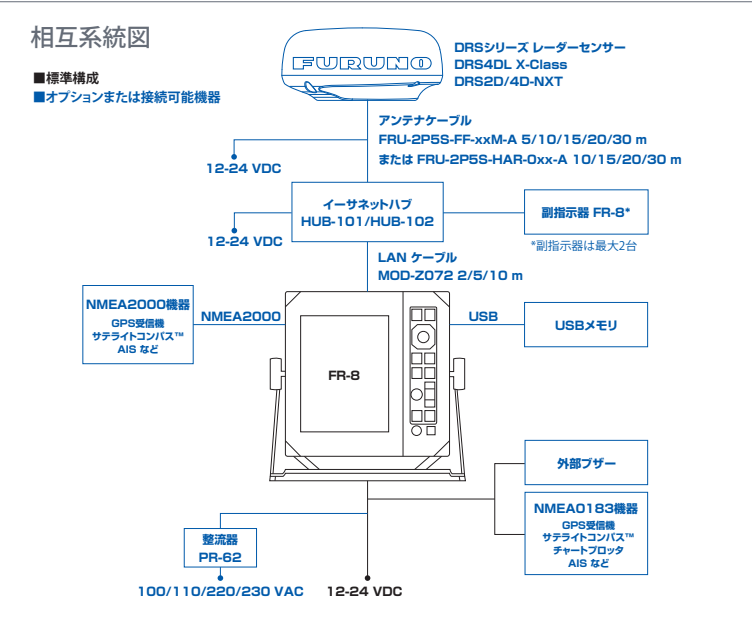 相互系統図
■標準構成
■オプションまたは接続可能機器
FURUNO
DRSシリーズ レーダーセンサー
DRS4DL X-Class
DRS2D/4D-NXT
アンテナケーブル
FRU-2P5S-FF-xxM-A 5/10/15/20/30 m
または FRU-2P5S-HAR-0xx-A 10/15/20/30 m
12-24 VDC
イーサネットハブ
HUB-101/HUB-102
副指示器 FR-8*
*副指示器は最大2台
12-24 VDC
LAN ケーブル
MOD-Z072 2/5/10 m
NMEA2000機器
GPS受信機
サテライトコンパス™
AIS など
NMEA2000
USB
USBメモリ
FR-8
外部ブザー
NMEA0183機器
GPS受信機
サテライトコンパス™
チャートプロッタ
AIS など
整流器
PR-62
100/110/220/230 VAC
12-24 VDC